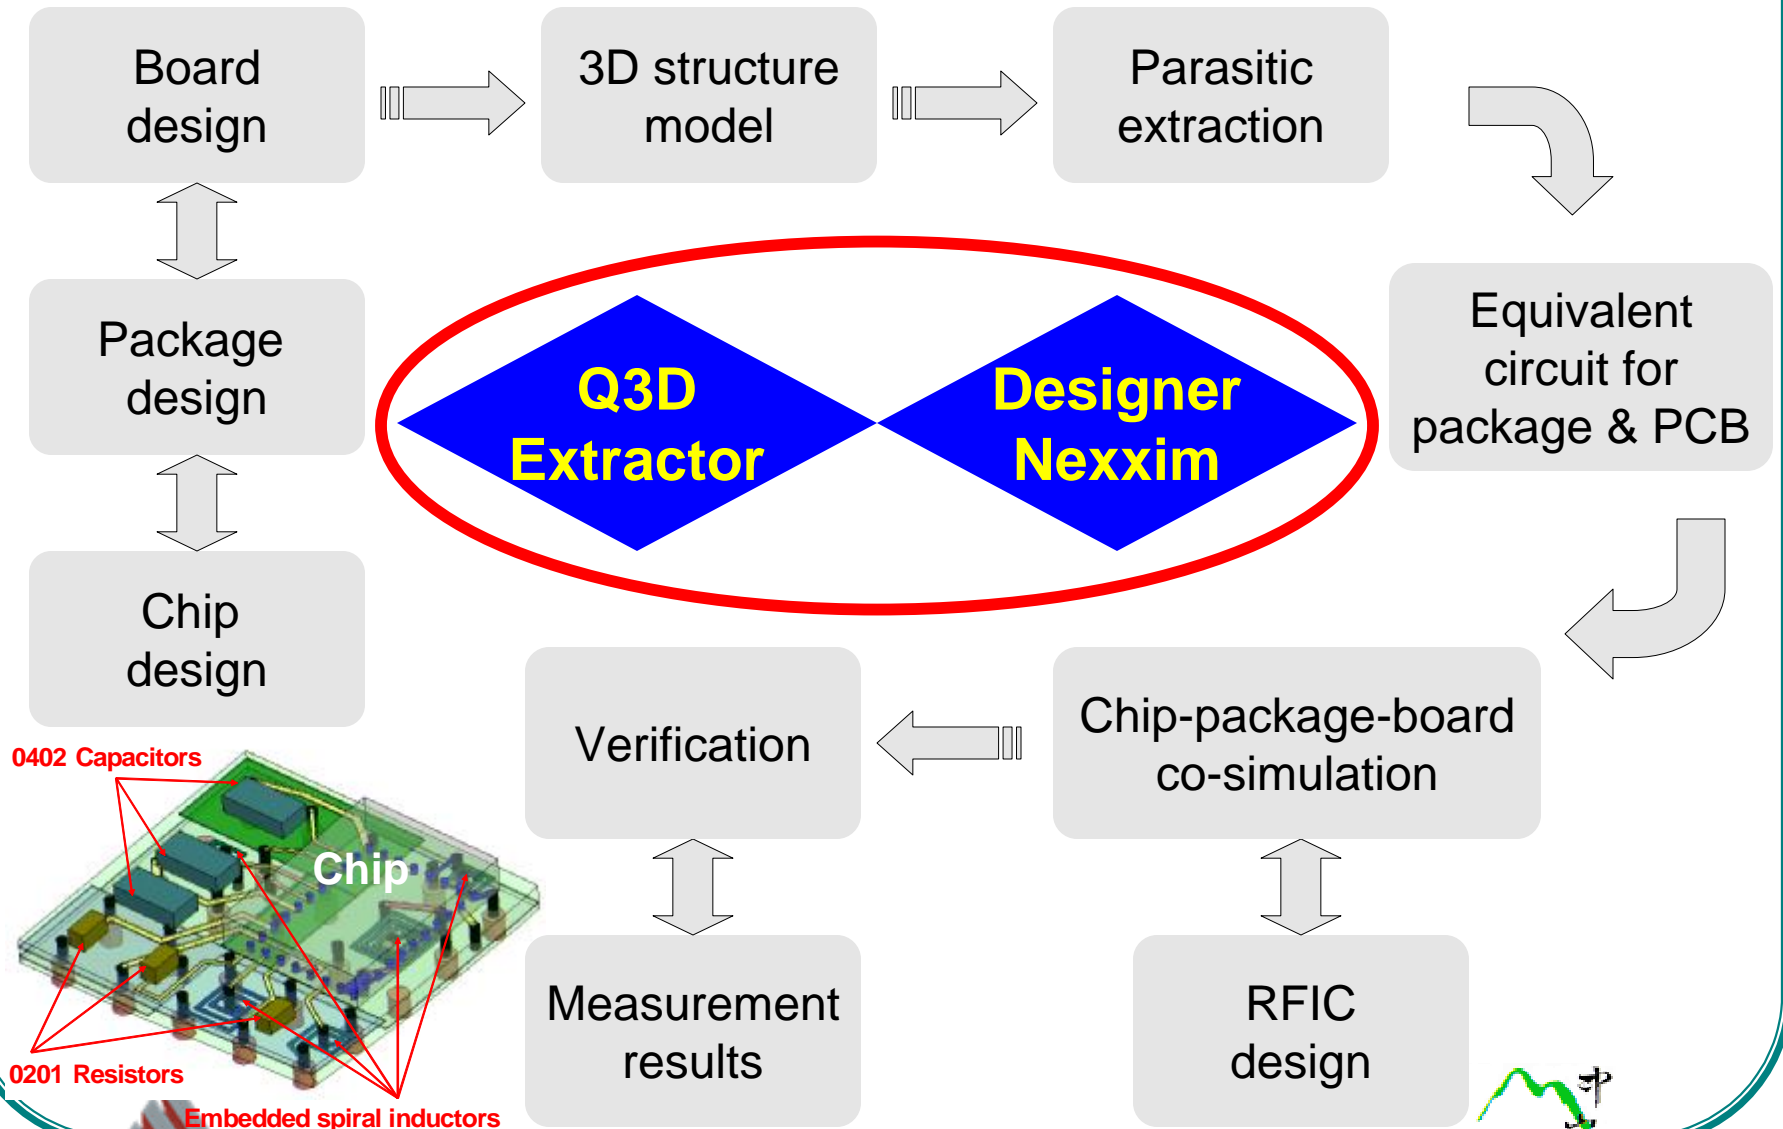 Board
design
3D structure
model
Parasitic
extraction
Package
design
Q3D
Extractor
Designer
Nexxim
Equivalent
circuit for
package & PCB
Chip
design
Verification
Chip-package-board
co-simulation
0402 Capacitors
Chip
Measurement
results
RFIC
design
0201 Resistors
Embedded spiral inductors
中